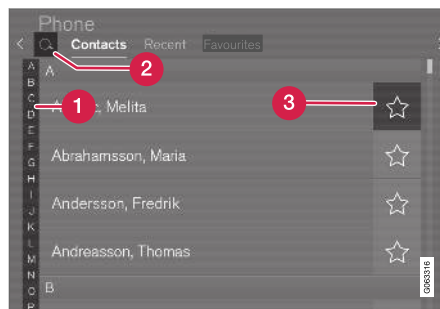 Phone
Contacts Recent Favourites
2
A
B
C
D
E
F
G
H
I
J
K
L
M
N
O
P
A
1
Melita
3
Abrahamsson, Maria
Andersson, Fredrik
Andreasson, Thomas
B
G063316